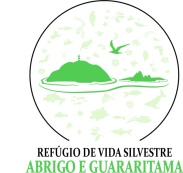 REFÚGIO DE VIDA SILVESTRE
ABRIGO E GUARARITAMA